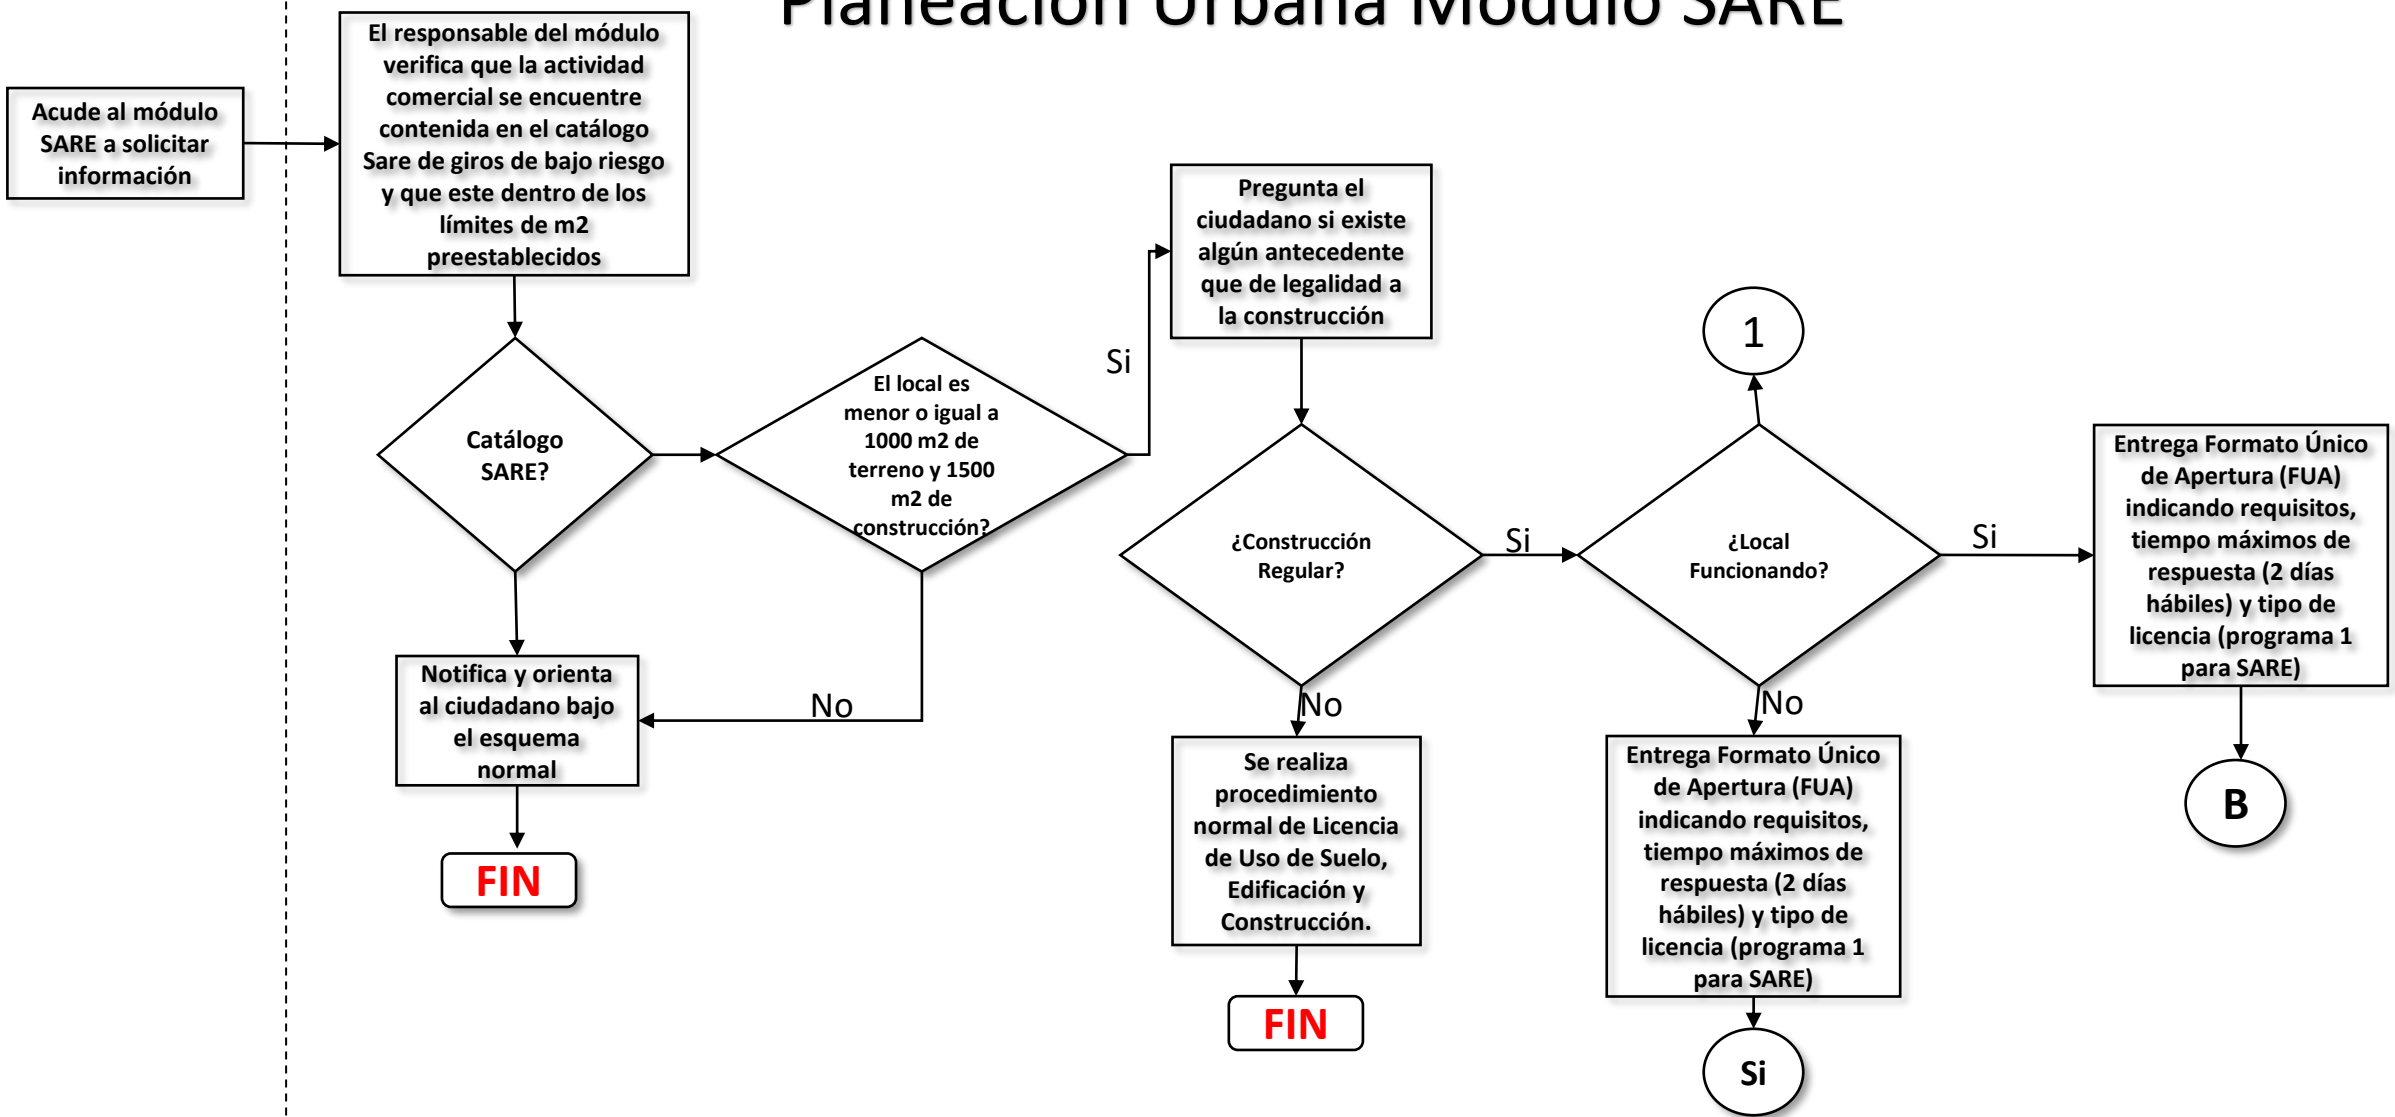 Planeación Urbana Módulo SARE
Acude al módulo
SARE a solicitar
información
El responsable del módulo
verifica que la actividad
comercial se encuentre
contenida en el catálogo
Sare de giros de bajo riesgo
y que este dentro de los
límites de m2
preestablecidos
Catálogo
SARE?
Notifica y orienta
al ciudadano bajo
el esquema
normal
FIN
El local es
menor o igual a
1000 m2 de
terreno y 1500
m2 de
construcción?
No
Si
Pregunta el
ciudadano si existe
algún antecedente
que de legalidad a
la construcción
¿Construcción
Regular?
No
Se realiza
procedimiento
normal de Licencia
de Uso de Suelo,
Edificación y
Construcción.
FIN
Si
1
¿Local
Funcionando?
No
Entrega Formato Único
de Apertura (FUA)
indicando requisitos,
tiempo máximos de
respuesta (2 días
hábiles) y tipo de
licencia (programa 1
para SARE)
Si
Si
Entrega Formato Único
de Apertura (FUA)
indicando requisitos,
tiempo máximos de
respuesta (2 días
hábiles) y tipo de
licencia (programa 1
para SARE)
B